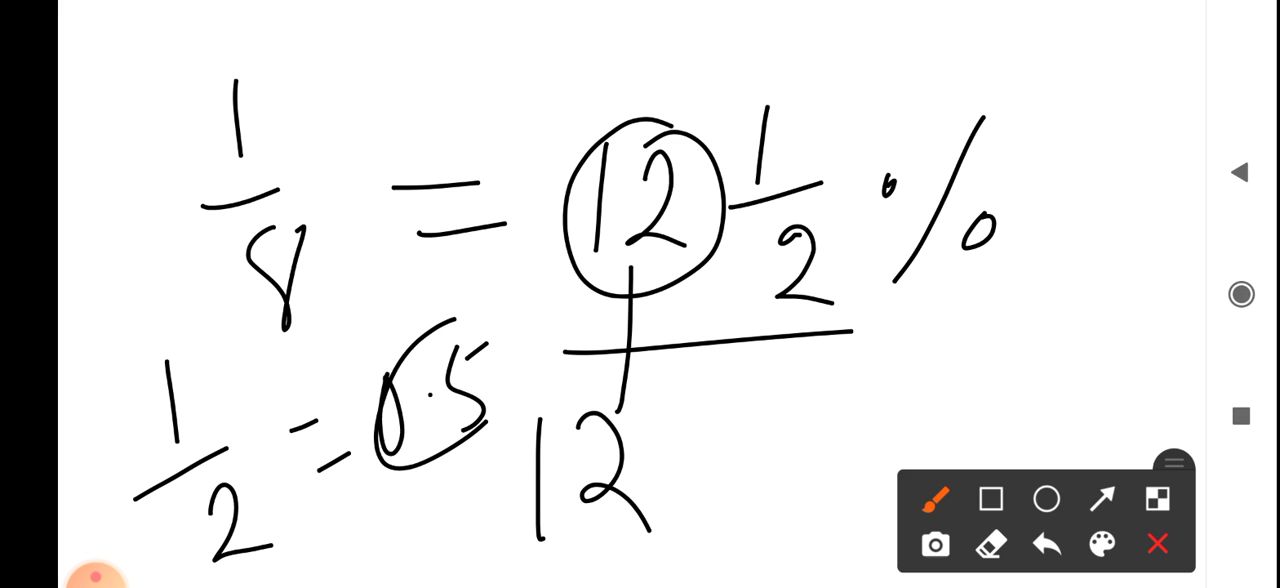 1/8 = 12 1/2 %
1/2 = 0.5
12